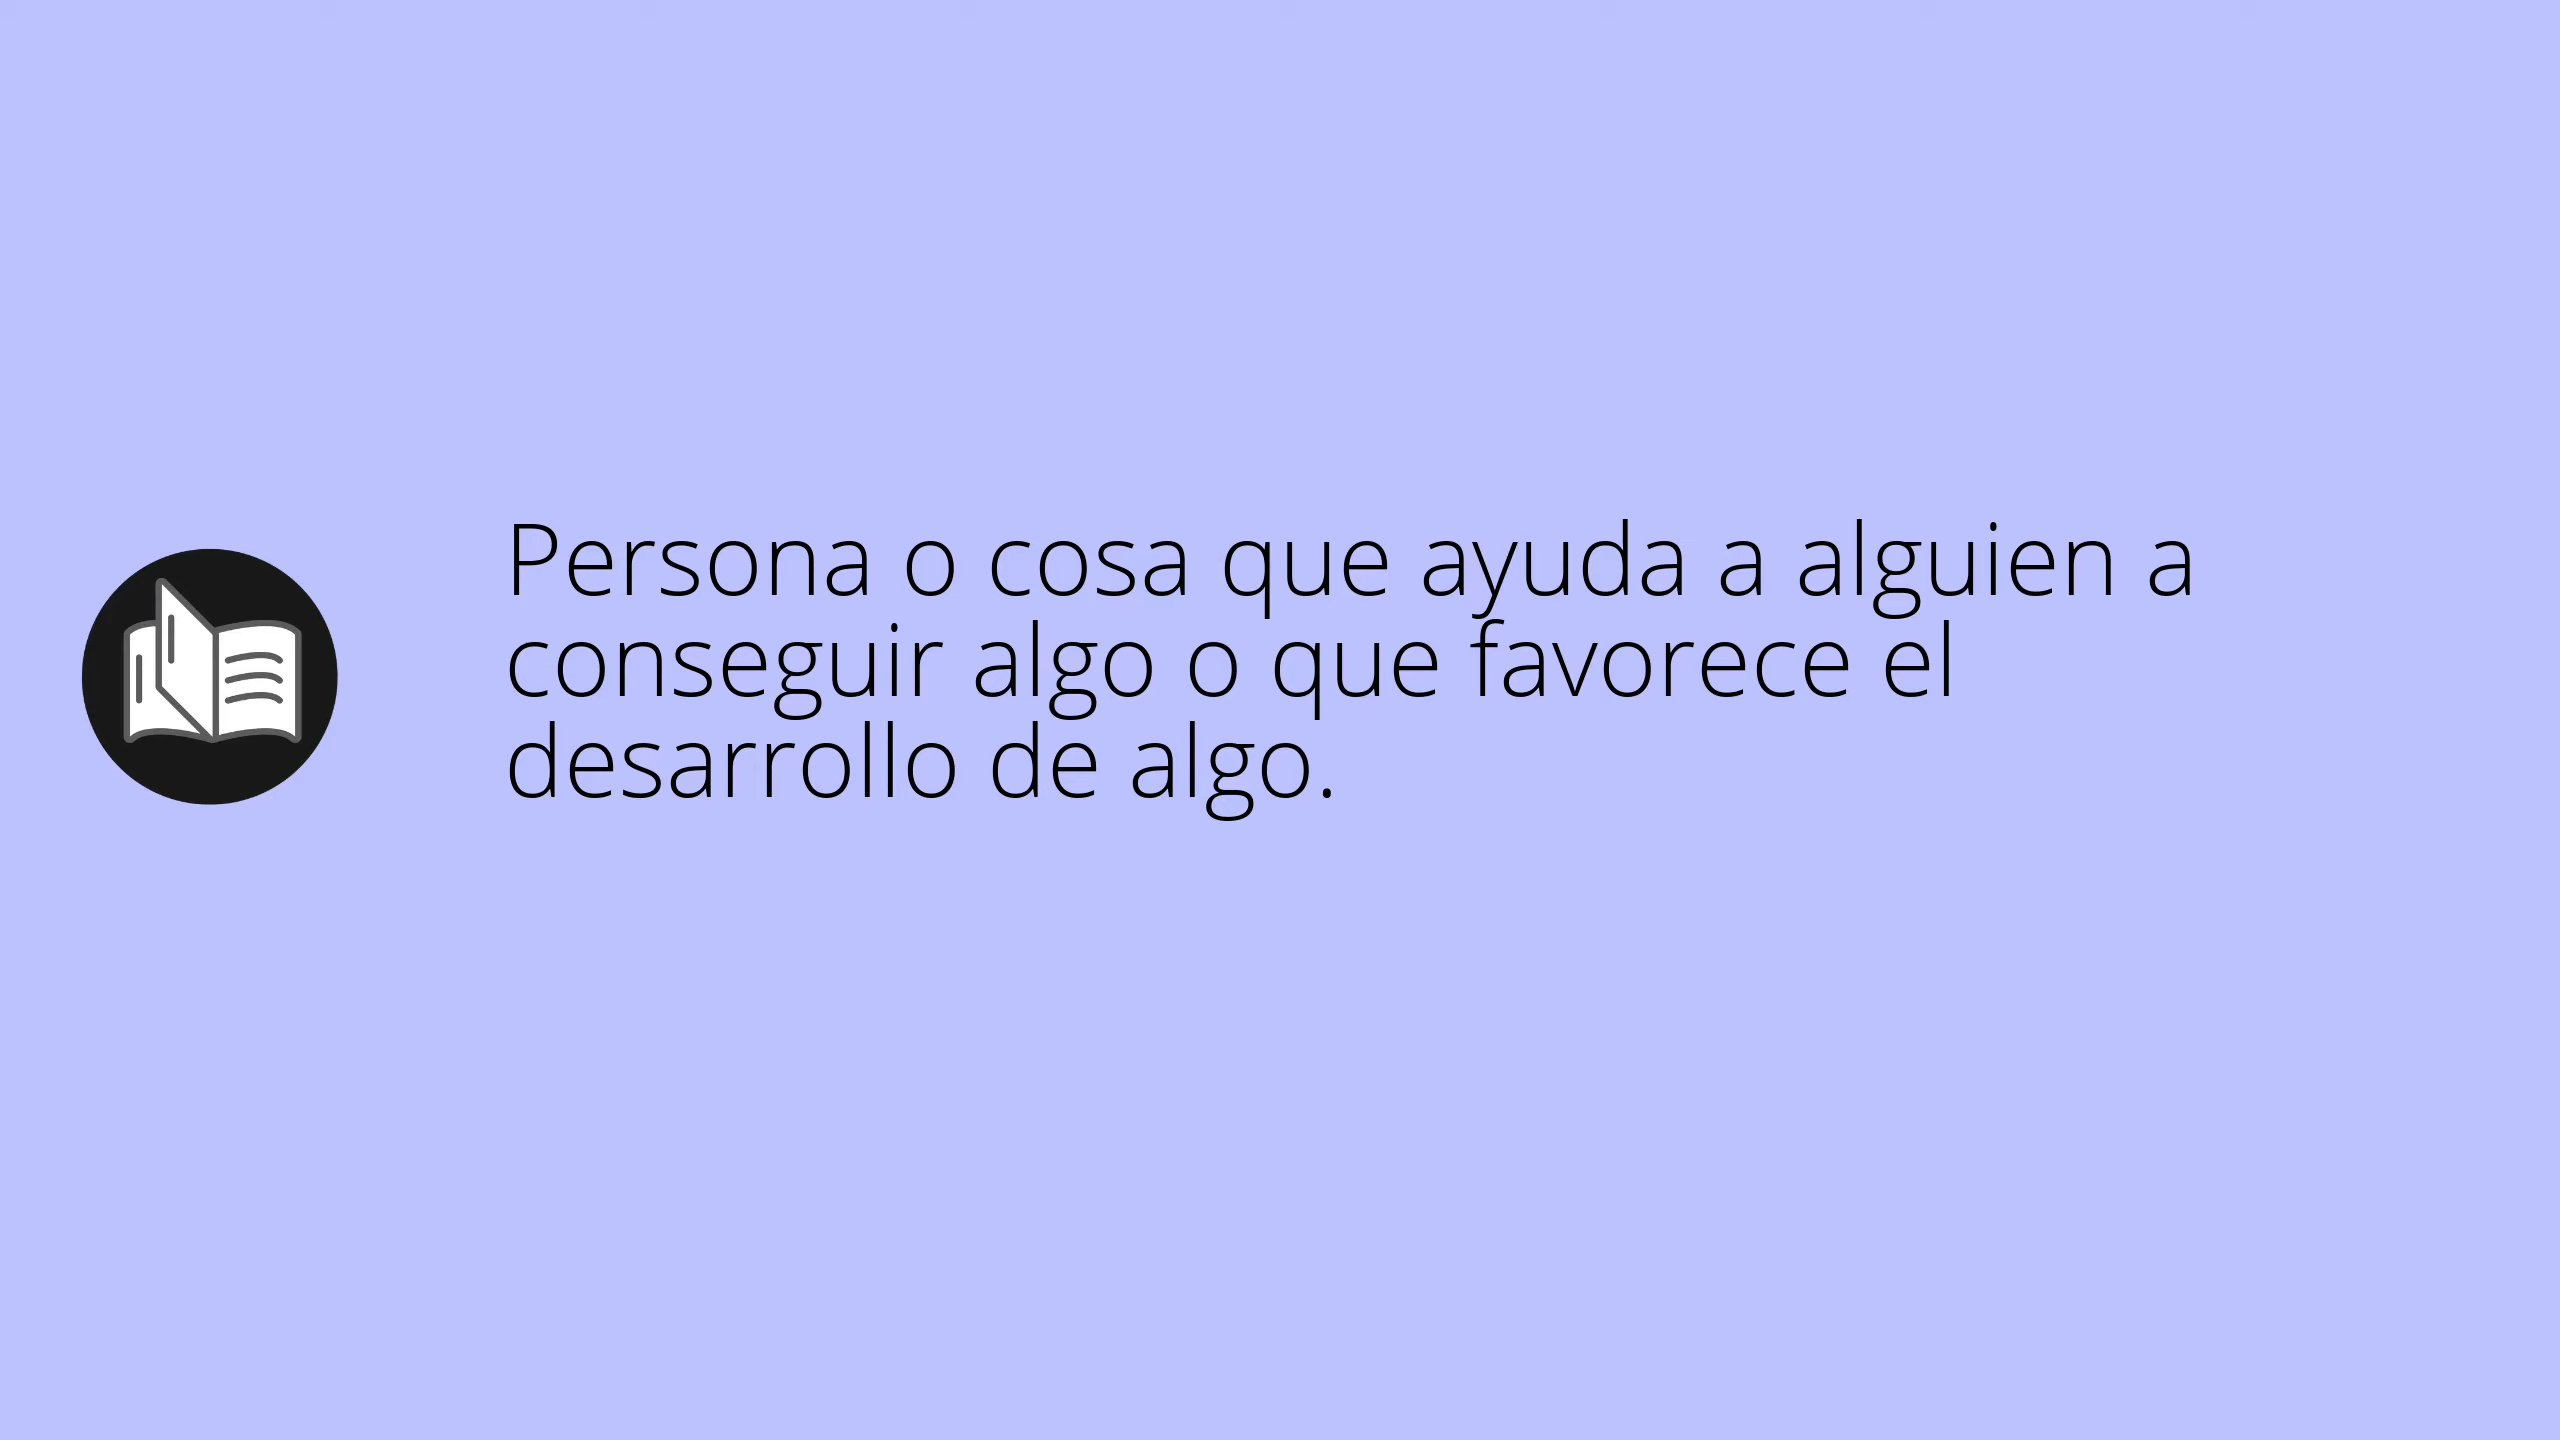 Persona o cosa que ayuda a alguien a
conseguir algo o que favorece el
desarrollo de algo.